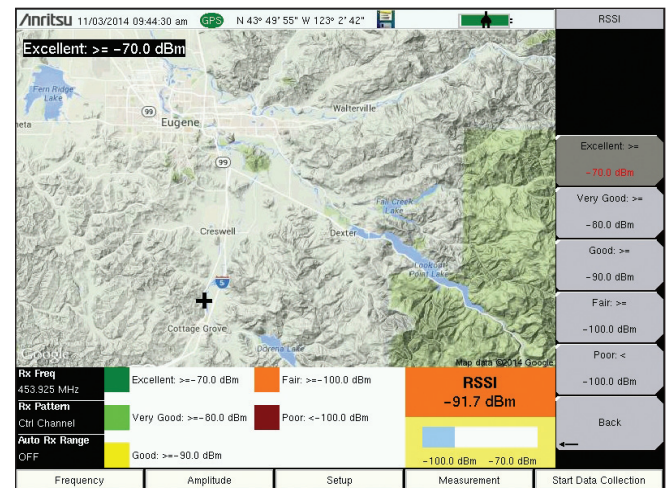 Anritsu 11/03/2014 09:44:30 am GPS N 43° 49' 55" W 123° 2' 42"
RSSI
Excellent: >= -70.0 dBm
Fern Ridge
Lake
Walterville
99
Eugene
99
Fall Creek
Lake
Creswell
Dexter
Lookout
Point Lake
5
Cottage Grove
Dorena Lake
Google
Map data ©2014 Google
Excellent: >=
-70.0 dBm
Very Good: >=
-80.0 dBm
Good: >=
-90.0 dBm
Fair: >=
-100.0 dBm
Poor: <
-100.0 dBm
Back
Rx Freq
453.925 MHz
Rx Pattern
Ctrl Channel
Auto Rx Range
OFF
Excellent: >=-70.0 dBm
Fair: >=-100.0 dBm
Very Good: >=-80.0 dBm
Poor: <-100.0 dBm
Good: >=-90.0 dBm
RSSI
-91.7 dBm
-100.0 dBm -70.0 dBm
Frequency
Amplitude
Setup
Measurement
Start Data Collection